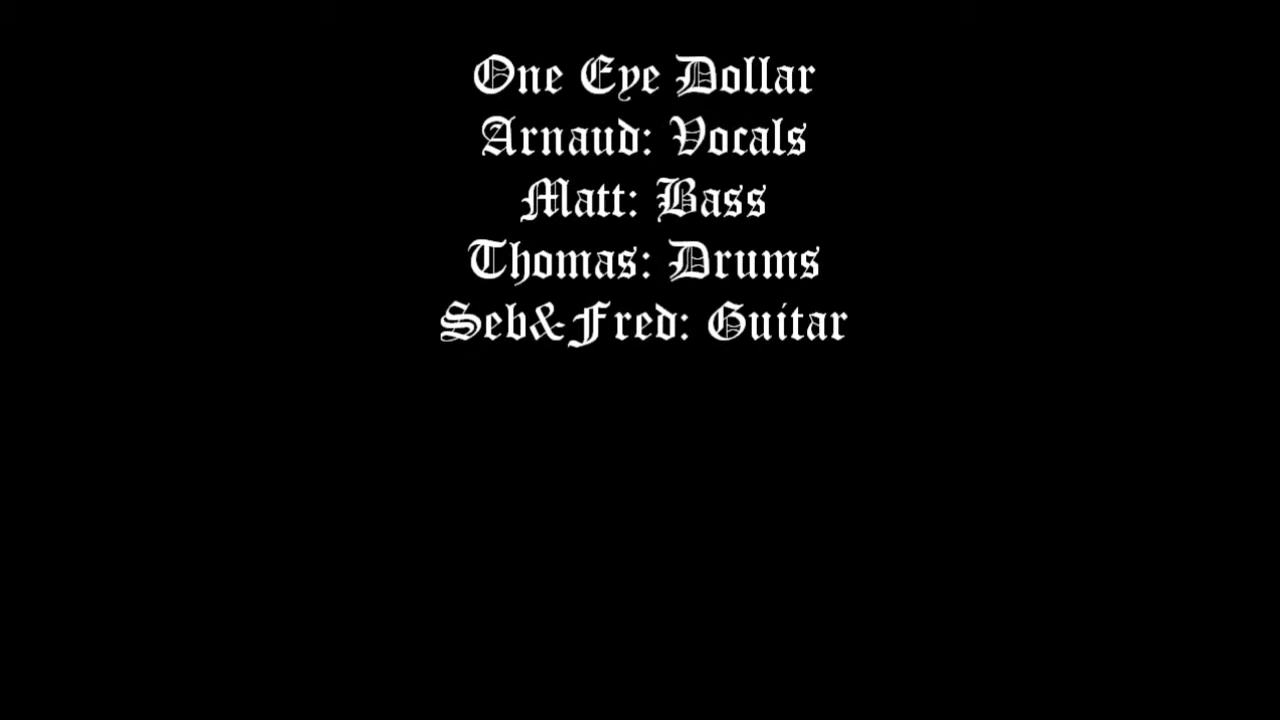 One Eye Dollar
Arnaud: Vocals
Matt: Bass
Thomas: Drums
Seb&Fred: Guitar